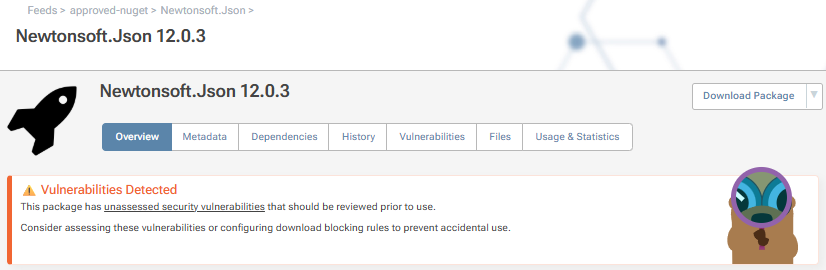 Feeds > approved-nuget > Newtonsoft.Json >
Newtonsoft.Json 12.0.3
Newtonsoft.Json 12.0.3
Download Package
Overview
Metadata
Dependencies
History
Vulnerabilities
Files
Usage & Statistics
Vulnerabilities Detected
This package has unassessed security vulnerabilities that should be reviewed prior to use.
Consider assessing these vulnerabilities or configuring download blocking rules to prevent accidental use.